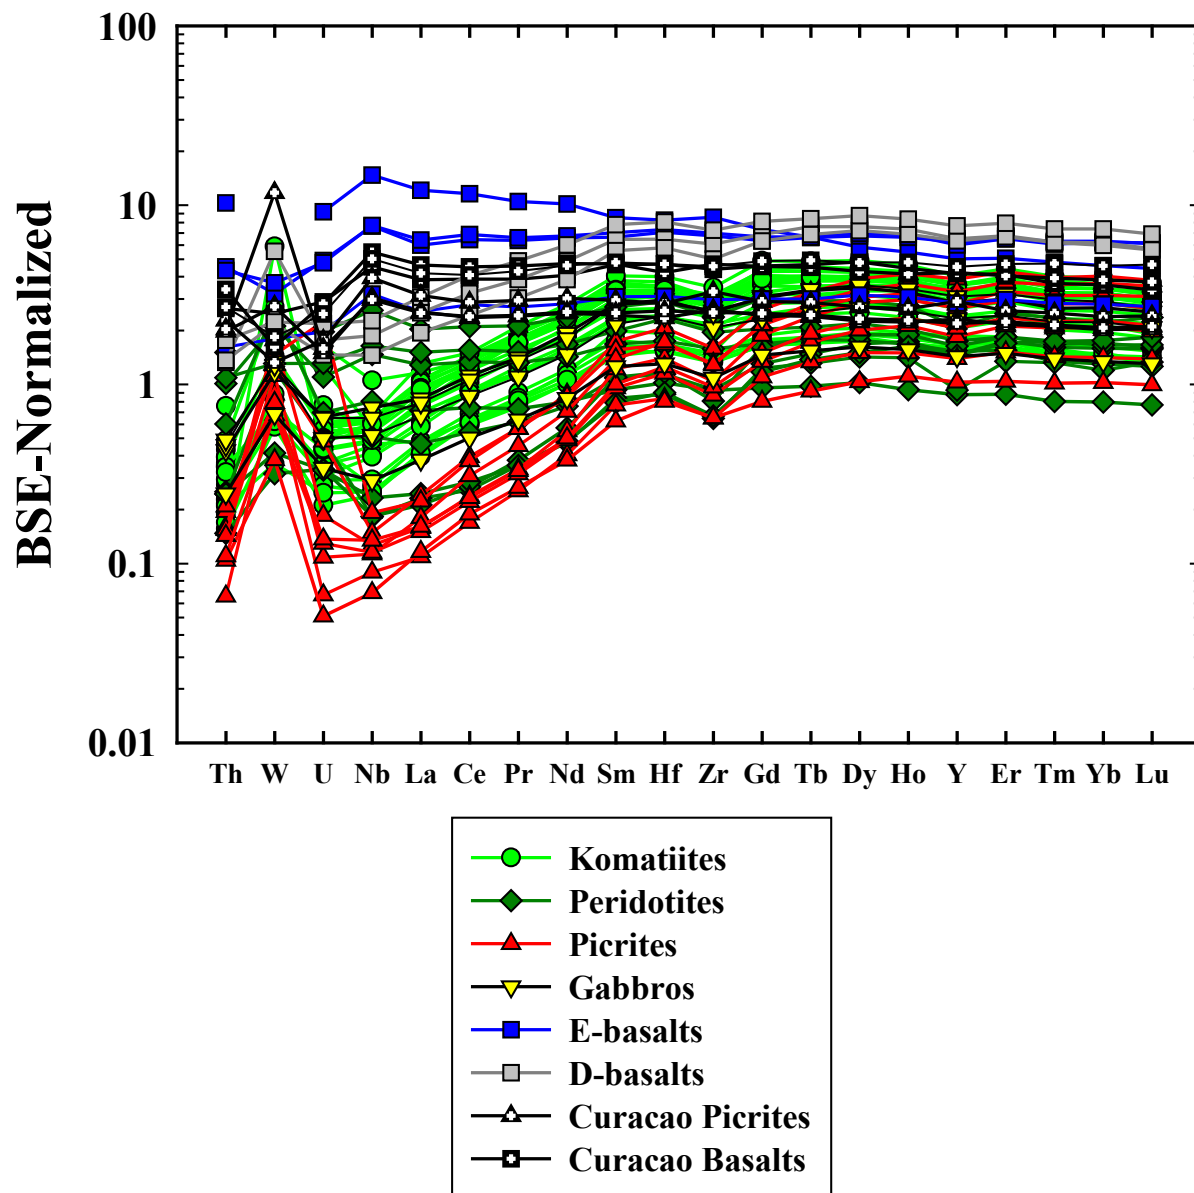 100
10
1
0.1
0.01
BSE-Normalized
Th W U Nb La Ce Pr Nd Sm Hf Zr Gd Tb Dy Ho Y Er Tm Yb Lu
Komatiites
Peridotites
Picrites
Gabbros
E-basalts
D-basalts
Curacao Picrites
Curacao Basalts